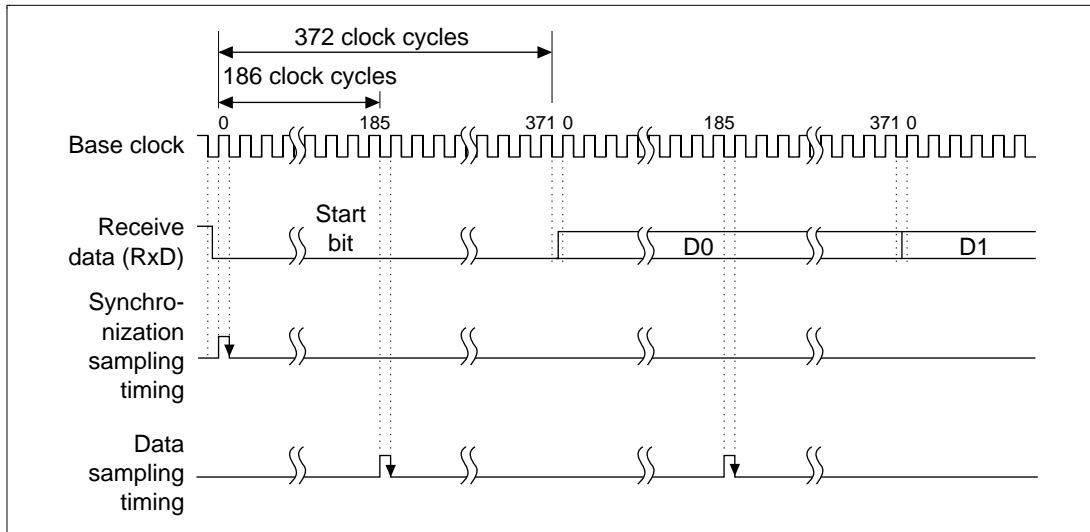 372 clock cycles
186 clock cycles
0 185 371 0 185 371 0
Base clock
Receive
data (RxD)
Start
bit
D0 D1
Synchro-
nization
sampling
timing
Data
sampling
timing